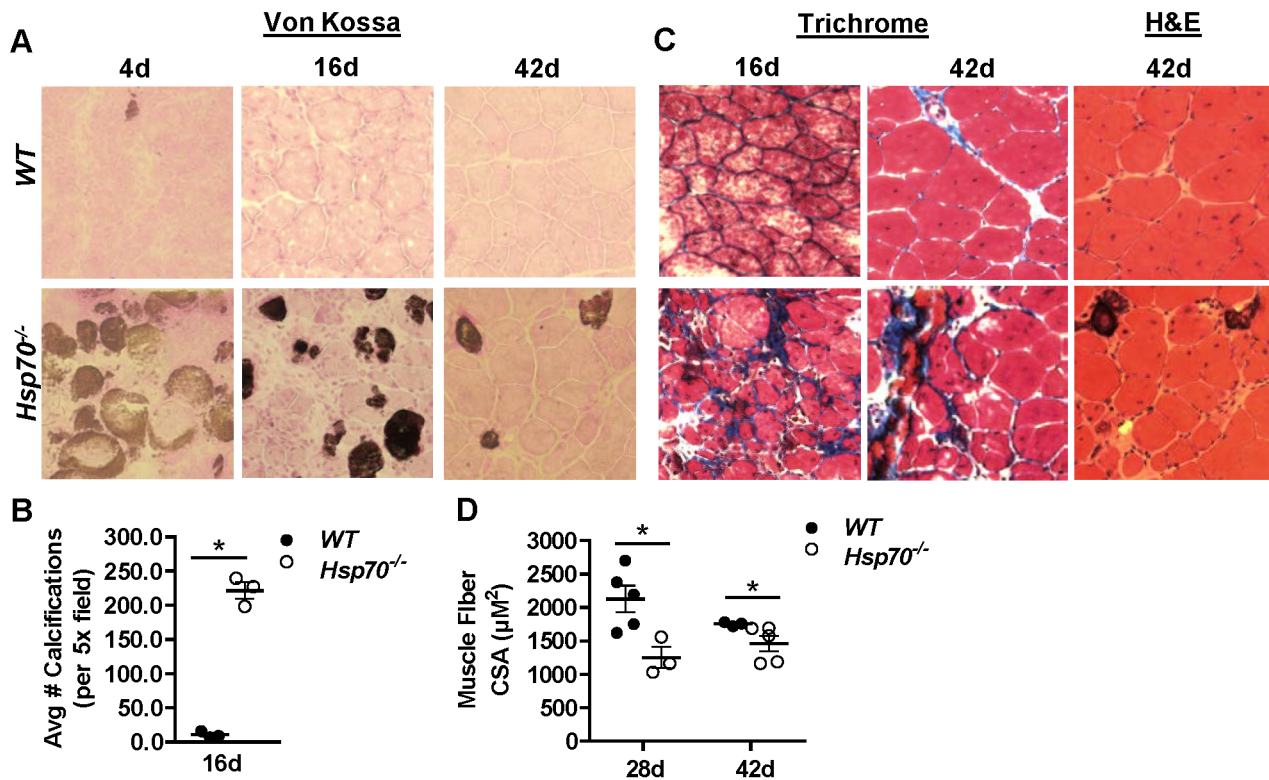 A
Von Kossa
4d 16d 42d
WT
Hsp70-/-
C
Trichrome H&E
16d 42d 42d
B
Avg # Calcifications
(per 5x field)
300.0
250.0
200.0
150.0
100.0
50.0
0.0
*
WT
Hsp70-/-
16d
D
Muscle FIber
CSA (µM2)
3000
2500
2000
1500
1000
500
0
* *
WT
Hsp70-/-
28d 42d